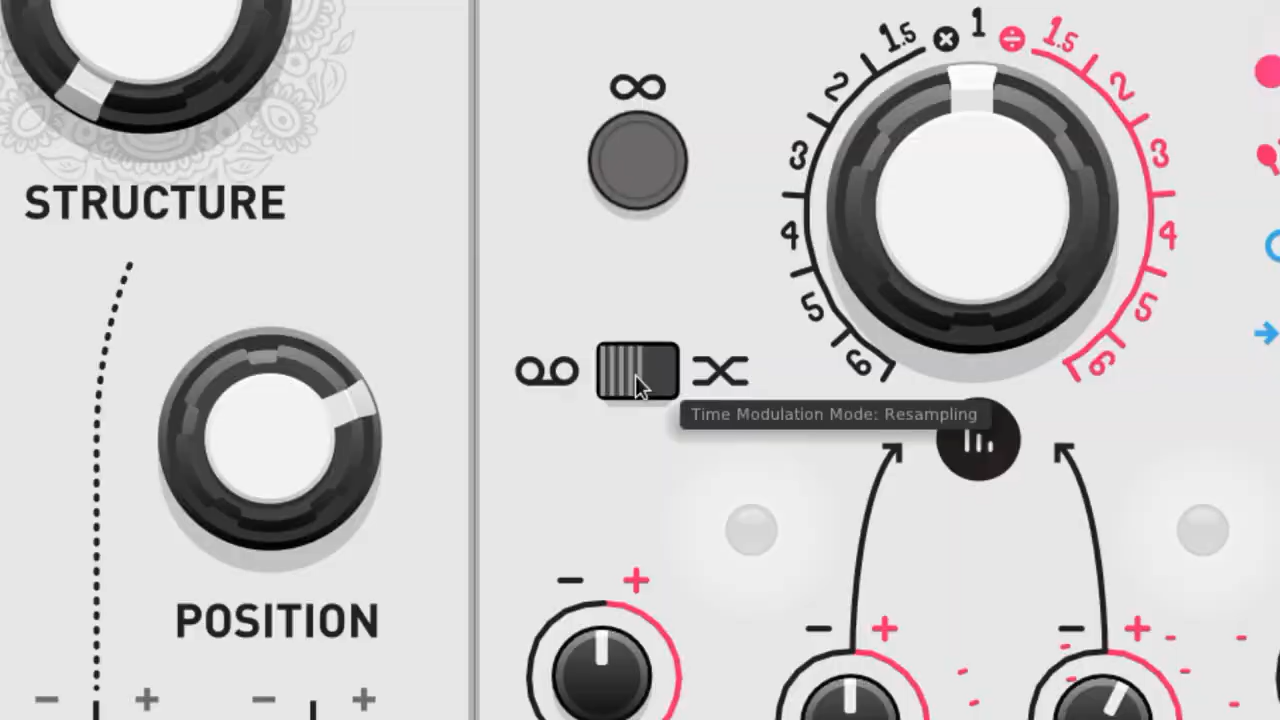 STRUCTURE
POSITION
− + − +
∞
1.5 × 1 ÷ 1.5
2 2
3 3
4 4
5 5
6 6
Time Modulation Mode: Resampling
− + − + − +